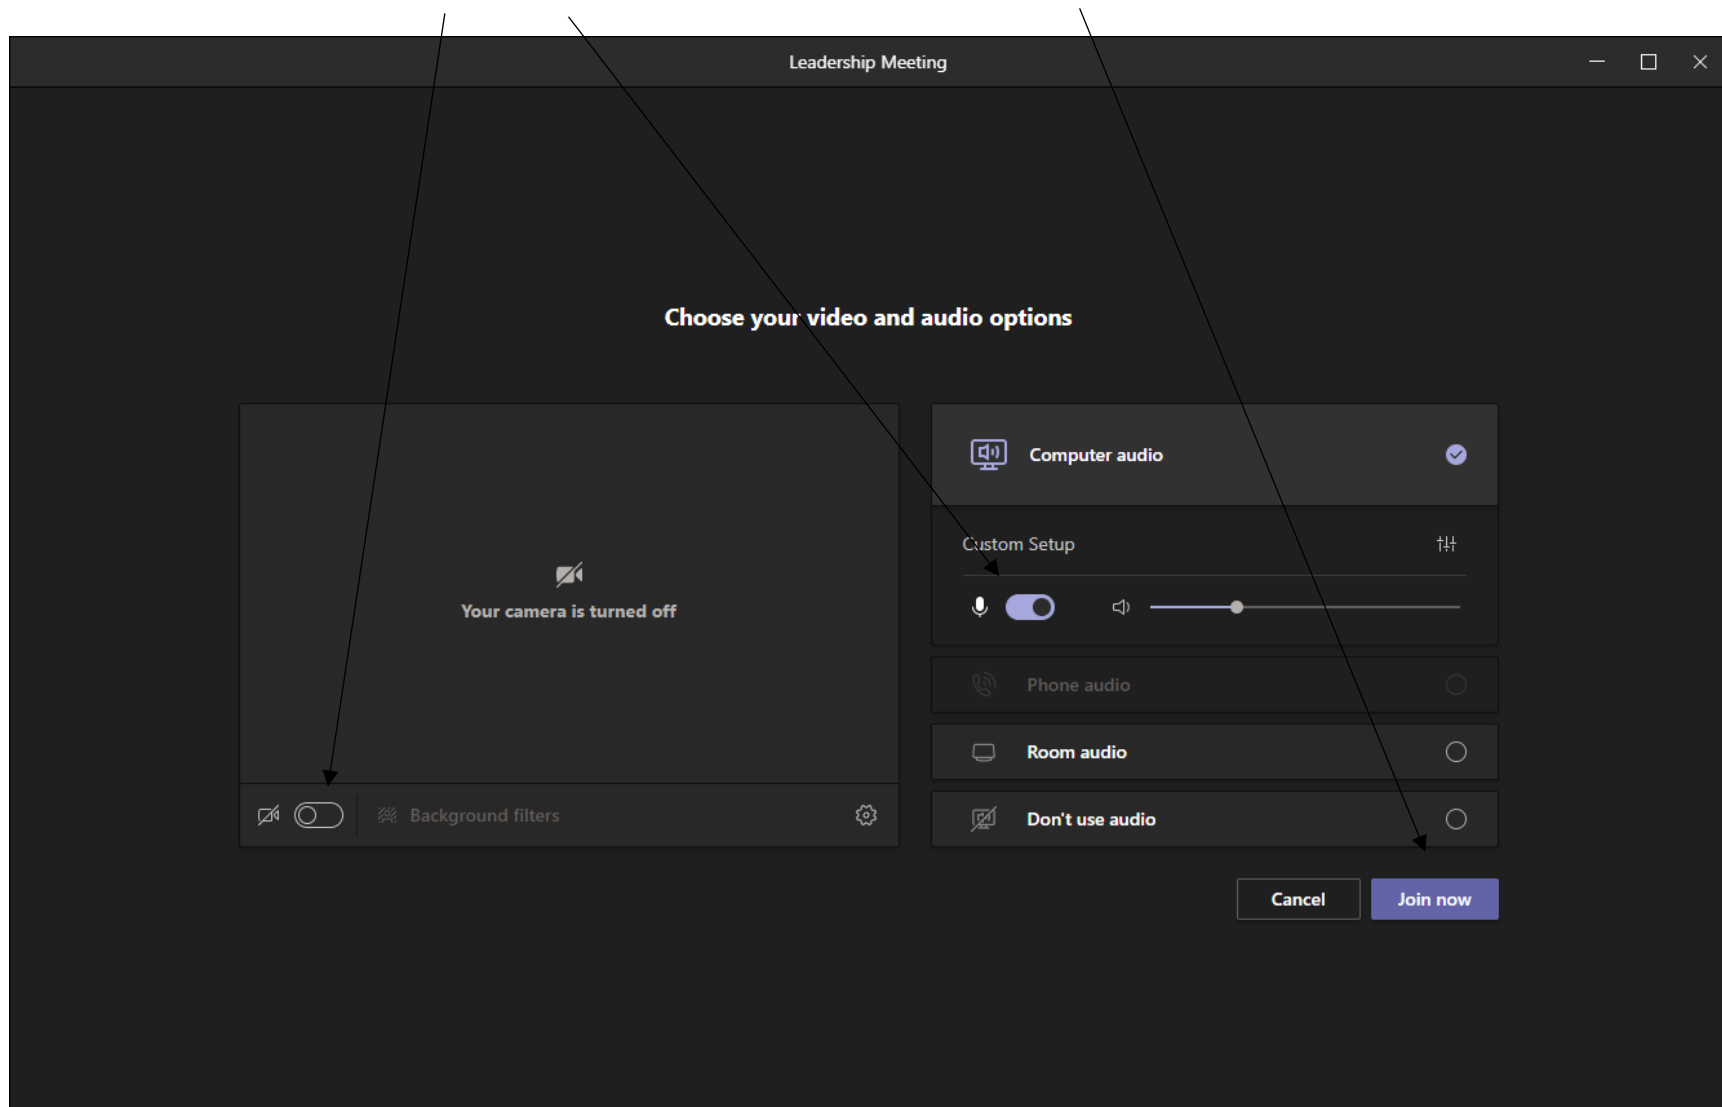 Leadership Meeting
Choose your video and audio options
Your camera is turned off
Background filters
Computer audio
Custom Setup
Phone audio
Room audio
Don't use audio
Cancel
Join now